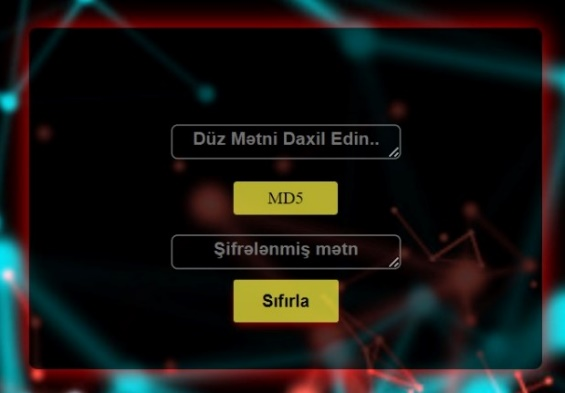 Düz Mətni Daxil Edin..
MD5
Şifrələnmiş mətn
Sıfırla